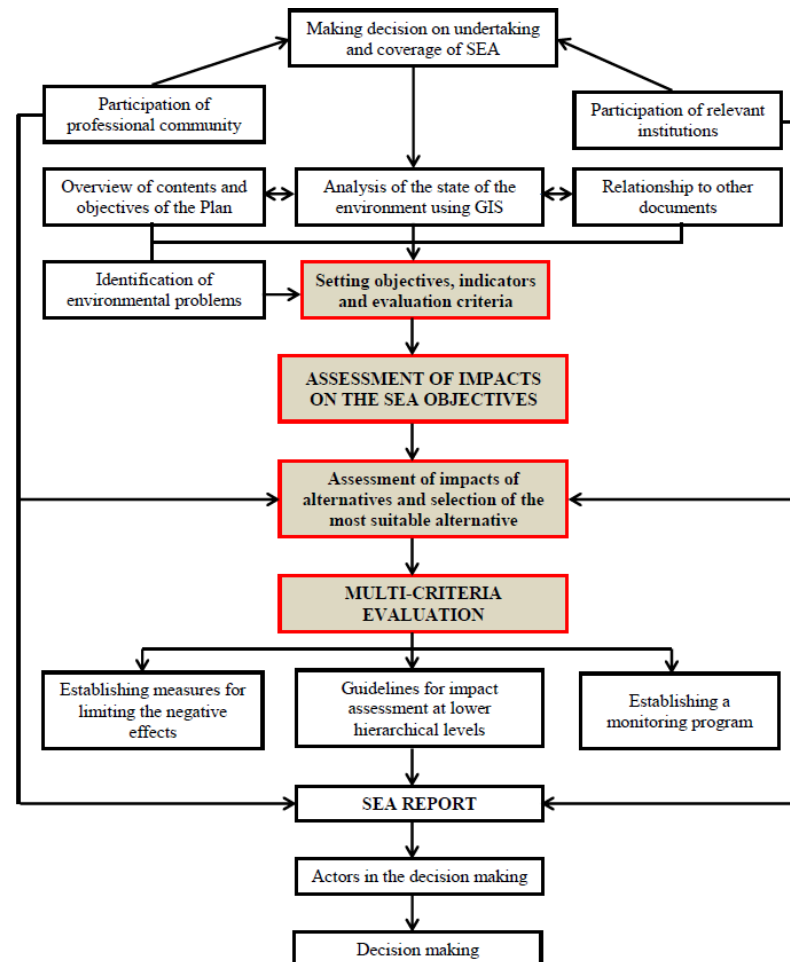 Making decision on undertaking
and coverage of SEA
Participation of
professional community
Participation of relevant
institutions
Overview of contents and
objectives of the Plan
Analysis of the state of the
environment using GIS
Relationship to other
documents
Identification of
environmental problems
Setting objectives, indicators
and evaluation criteria
ASSESSMENT OF IMPACTS
ON THE SEA OBJECTIVES
Assessment of impacts of
alternatives and selection of the
most suitable alternative
MULTI-CRITERIA
EVALUATION
Establishing measures for
limiting the negative
effects
Guidelines for impact
assessment at lower
hierarchical levels
Establishing a
monitoring program
SEA REPORT
Actors in the decision making
Decision making